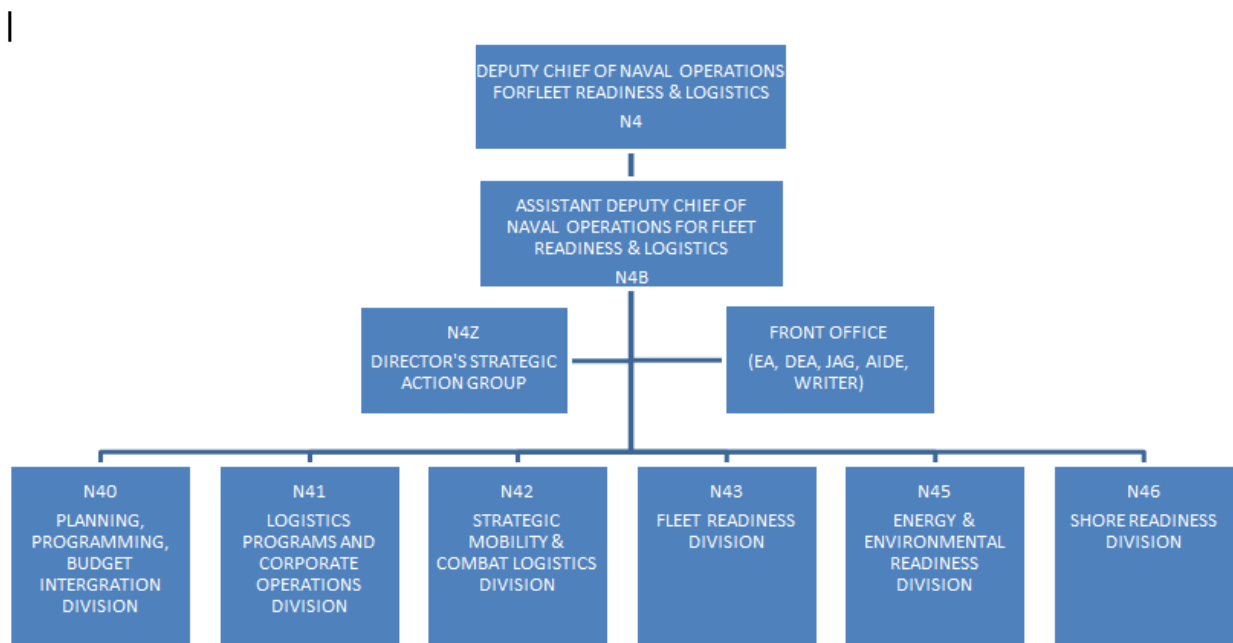 DEPUTY CHIEF OF NAVAL OPERATIONS
FORFLEET READINESS & LOGISTICS
N4
ASSISTANT DEPUTY CHIEF OF
NAVAL OPERATIONS FOR FLEET
READINESS & LOGISTICS
N4B
N4Z
DIRECTOR'S STRATEGIC
ACTION GROUP
FRONT OFFICE
(EA, DEA, JAG, AIDE,
WRITER)
N40
PLANNING,
PROGRAMMING,
BUDGET
INTERGRATION
DIVISION
N41
LOGISTICS
PROGRAMS AND
CORPORATE
OPERATIONS
DIVISION
N42
STRATEGIC
MOBILITY &
COMBAT LOGISTICS
DIVISION
N43
FLEET READINESS
DIVISION
N45
ENERGY &
ENVIRONMENTAL
READINESS
DIVISION
N46
SHORE READINESS
DIVISION